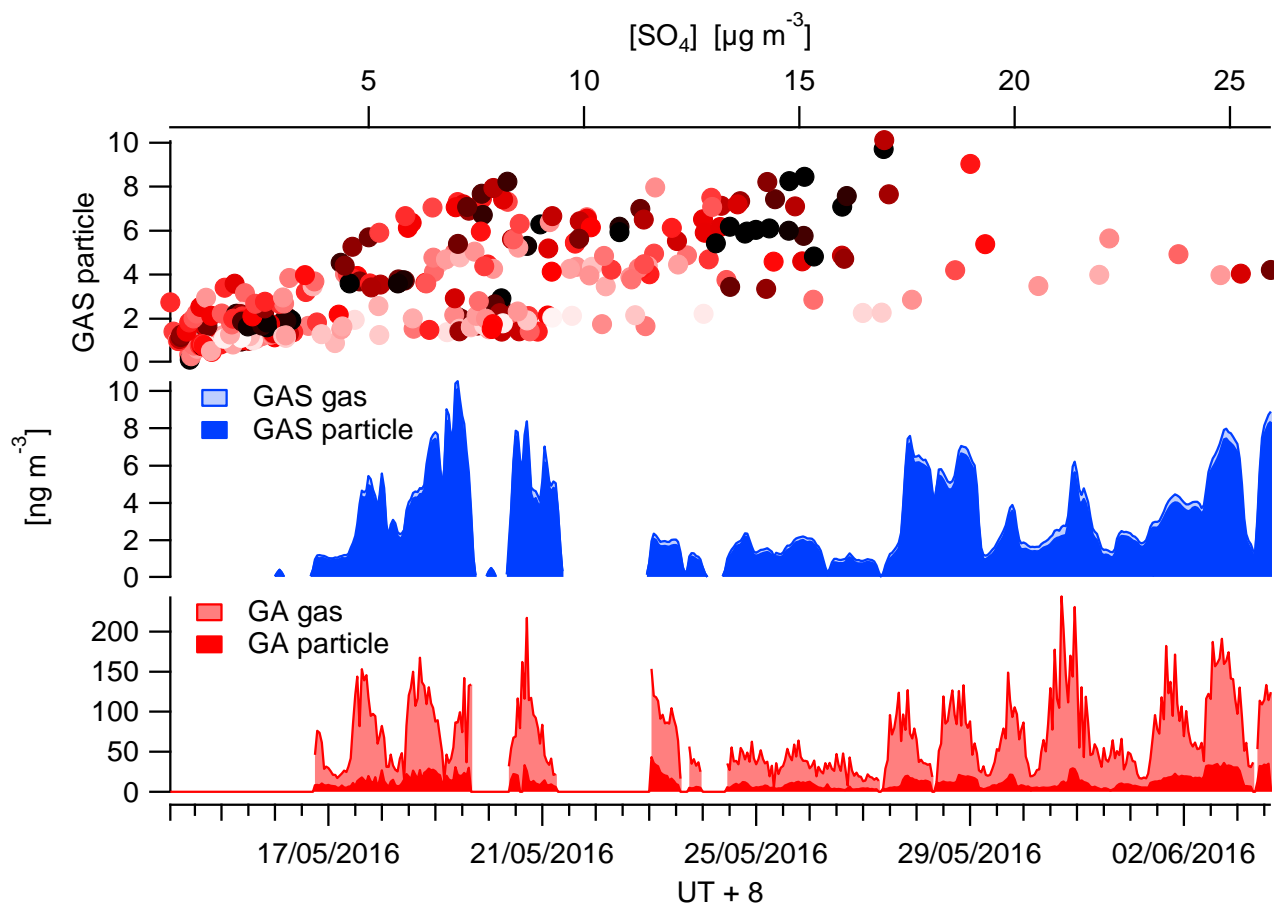 [SO₄] [µg m⁻³]
5 10 15 20 25
GAS particle
10
8
6
4
2
0
[ng m⁻³]
10
8
6
4
2
0
GAS gas
GAS particle
200
150
100
50
0
GA gas
GA particle
17/05/2016 21/05/2016 25/05/2016 29/05/2016 02/06/2016
UT + 8